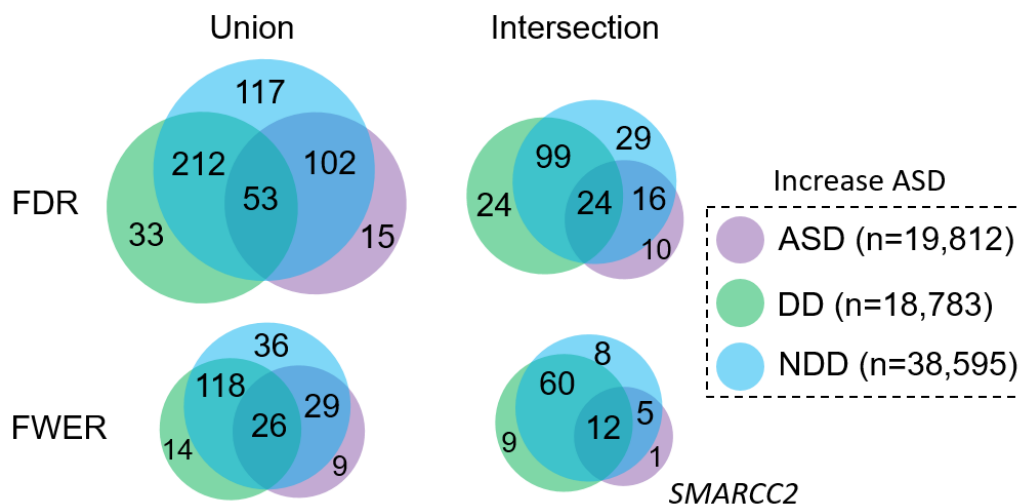 Union
Intersection
FDR
117
212
102
53
33
15
29
99
24
24
16
10
Increase ASD
ASD (n=19,812)
DD (n=18,783)
NDD (n=38,595)
FWER
36
118
29
26
14
9
8
60
5
12
9
1
SMARCC2